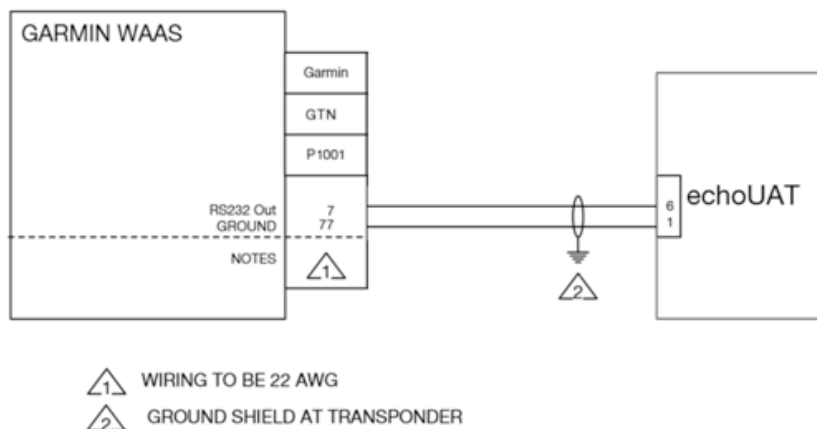 GARMIN WAAS
Garmin
GTN
P1001
RS232 Out 7
GROUND 77
NOTES 1
6
1
echoUAT
2
1 WIRING TO BE 22 AWG
2 GROUND SHIELD AT TRANSPONDER